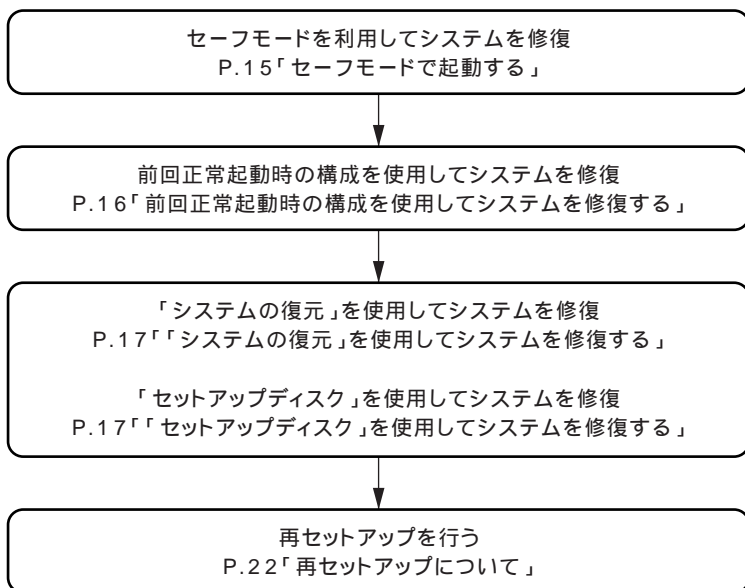 セーフモードを利用してシステムを修復
P.15「セーフモードで起動する」
前回正常起動時の構成を使用してシステムを修復
P.16「前回正常起動時の構成を使用してシステムを修復する」
「システムの復元」を使用してシステムを修復
P.17「「システムの復元」を使用してシステムを修復する」
「セットアップディスク」を使用してシステムを修復
P.17「「セットアップディスク」を使用してシステムを修復する」
再セットアップを行う
P.22「再セットアップについて」